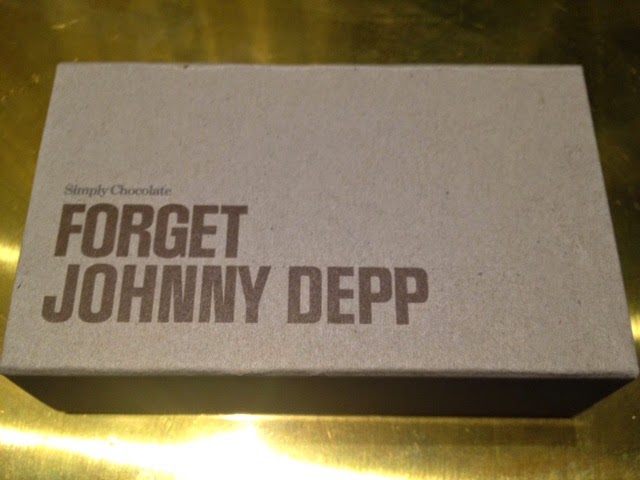 Simply Chocolate
FORGET
JOHNNY DEPP